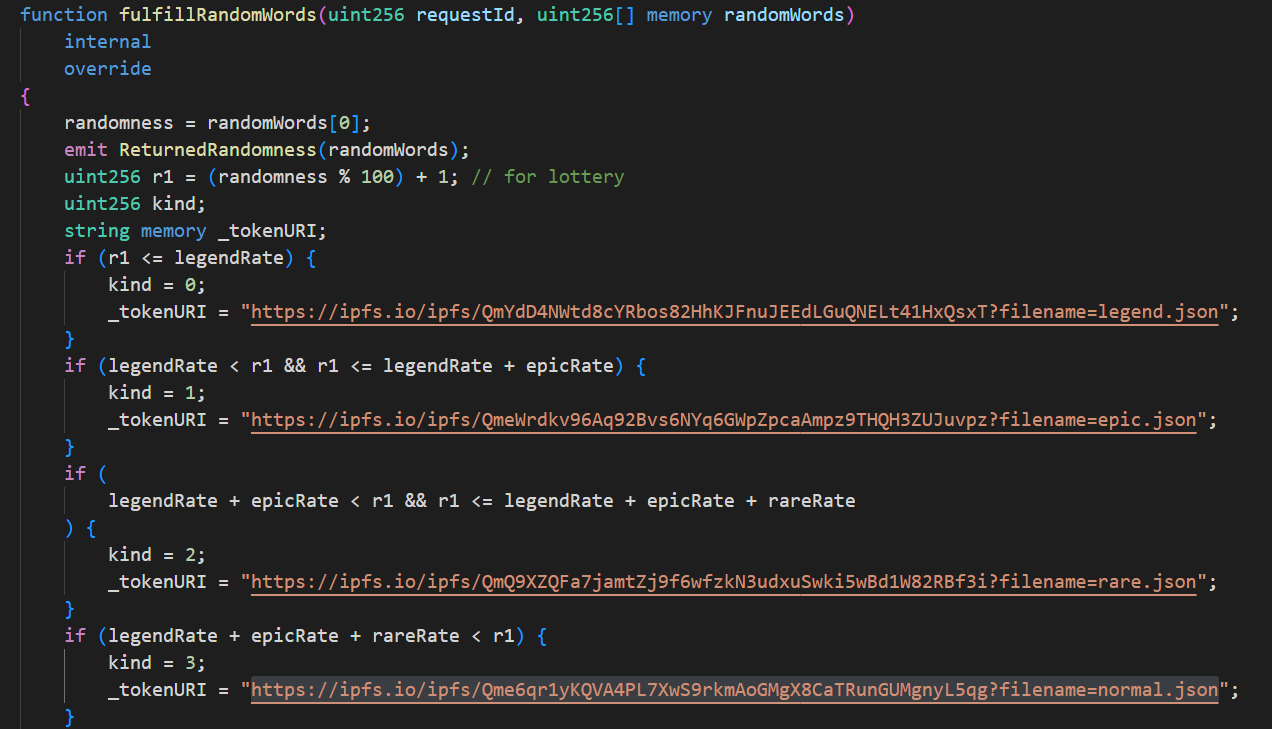 function fulfillRandomWords(uint256 requestId, uint256[] memory randomWords)
internal
override
{
randomness = randomWords[0];
emit ReturnedRandomness(randomWords);
uint256 r1 = (randomness % 100) + 1; // for lottery
uint256 kind;
string memory _tokenURI;
if (r1 <= legendRate) {
kind = 0;
_tokenURI = "https://ipfs.io/ipfs/QmYdD4NWtd8cYRbos82HhKJFnuJEEdLGuQNELt41HxQsxT?filename=legend.json";
}
if (legendRate < r1 && r1 <= legendRate + epicRate) {
kind = 1;
_tokenURI = "https://ipfs.io/ipfs/QmeWrdkv96Aq92Bvs6NYq6GWpZpcaAmpz9THQH3ZUJuvpz?filename=epic.json";
}
if (
legendRate + epicRate < r1 && r1 <= legendRate + epicRate + rareRate
) {
kind = 2;
_tokenURI = "https://ipfs.io/ipfs/QmQ9XZQFa7jamtZj9f6wfzkN3udxuSwki5wBd1W82RBf3i?filename=rare.json";
}
if (legendRate + epicRate + rareRate < r1) {
kind = 3;
_tokenURI = "https://ipfs.io/ipfs/Qme6qr1yKQVA4PL7XwS9rkmAoGMgX8CaTRunGUMgnyL5qg?filename=normal.json";
}